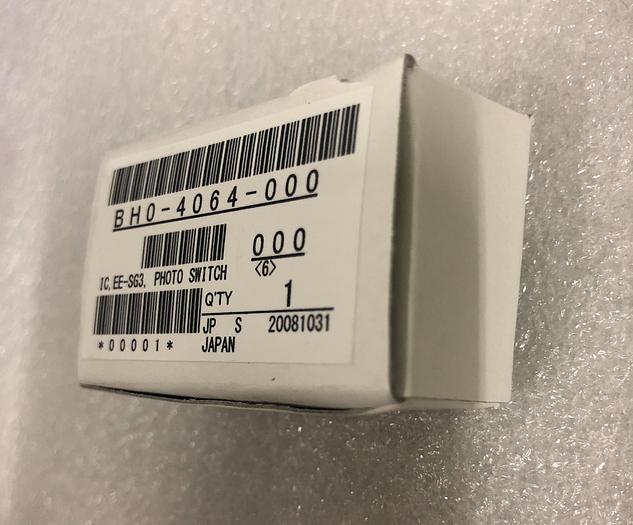 BH0-4064-000
000
<6>
IC,EE-SG3, PHOTO SWITCH
Q'TY 1
JP S 20081031
*00001* JAPAN